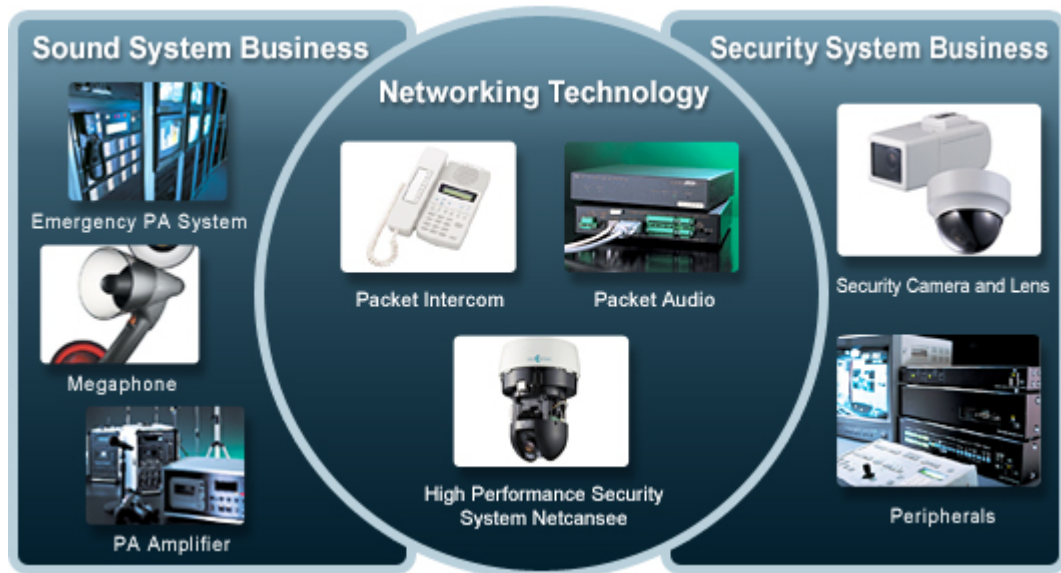 Sound System Business
Emergency PA System
Megaphone
PA Amplifier
Networking Technology
Packet Intercom
Packet Audio
High Performance Security
System Netcansee
Security System Business
Security Camera and Lens
Peripherals